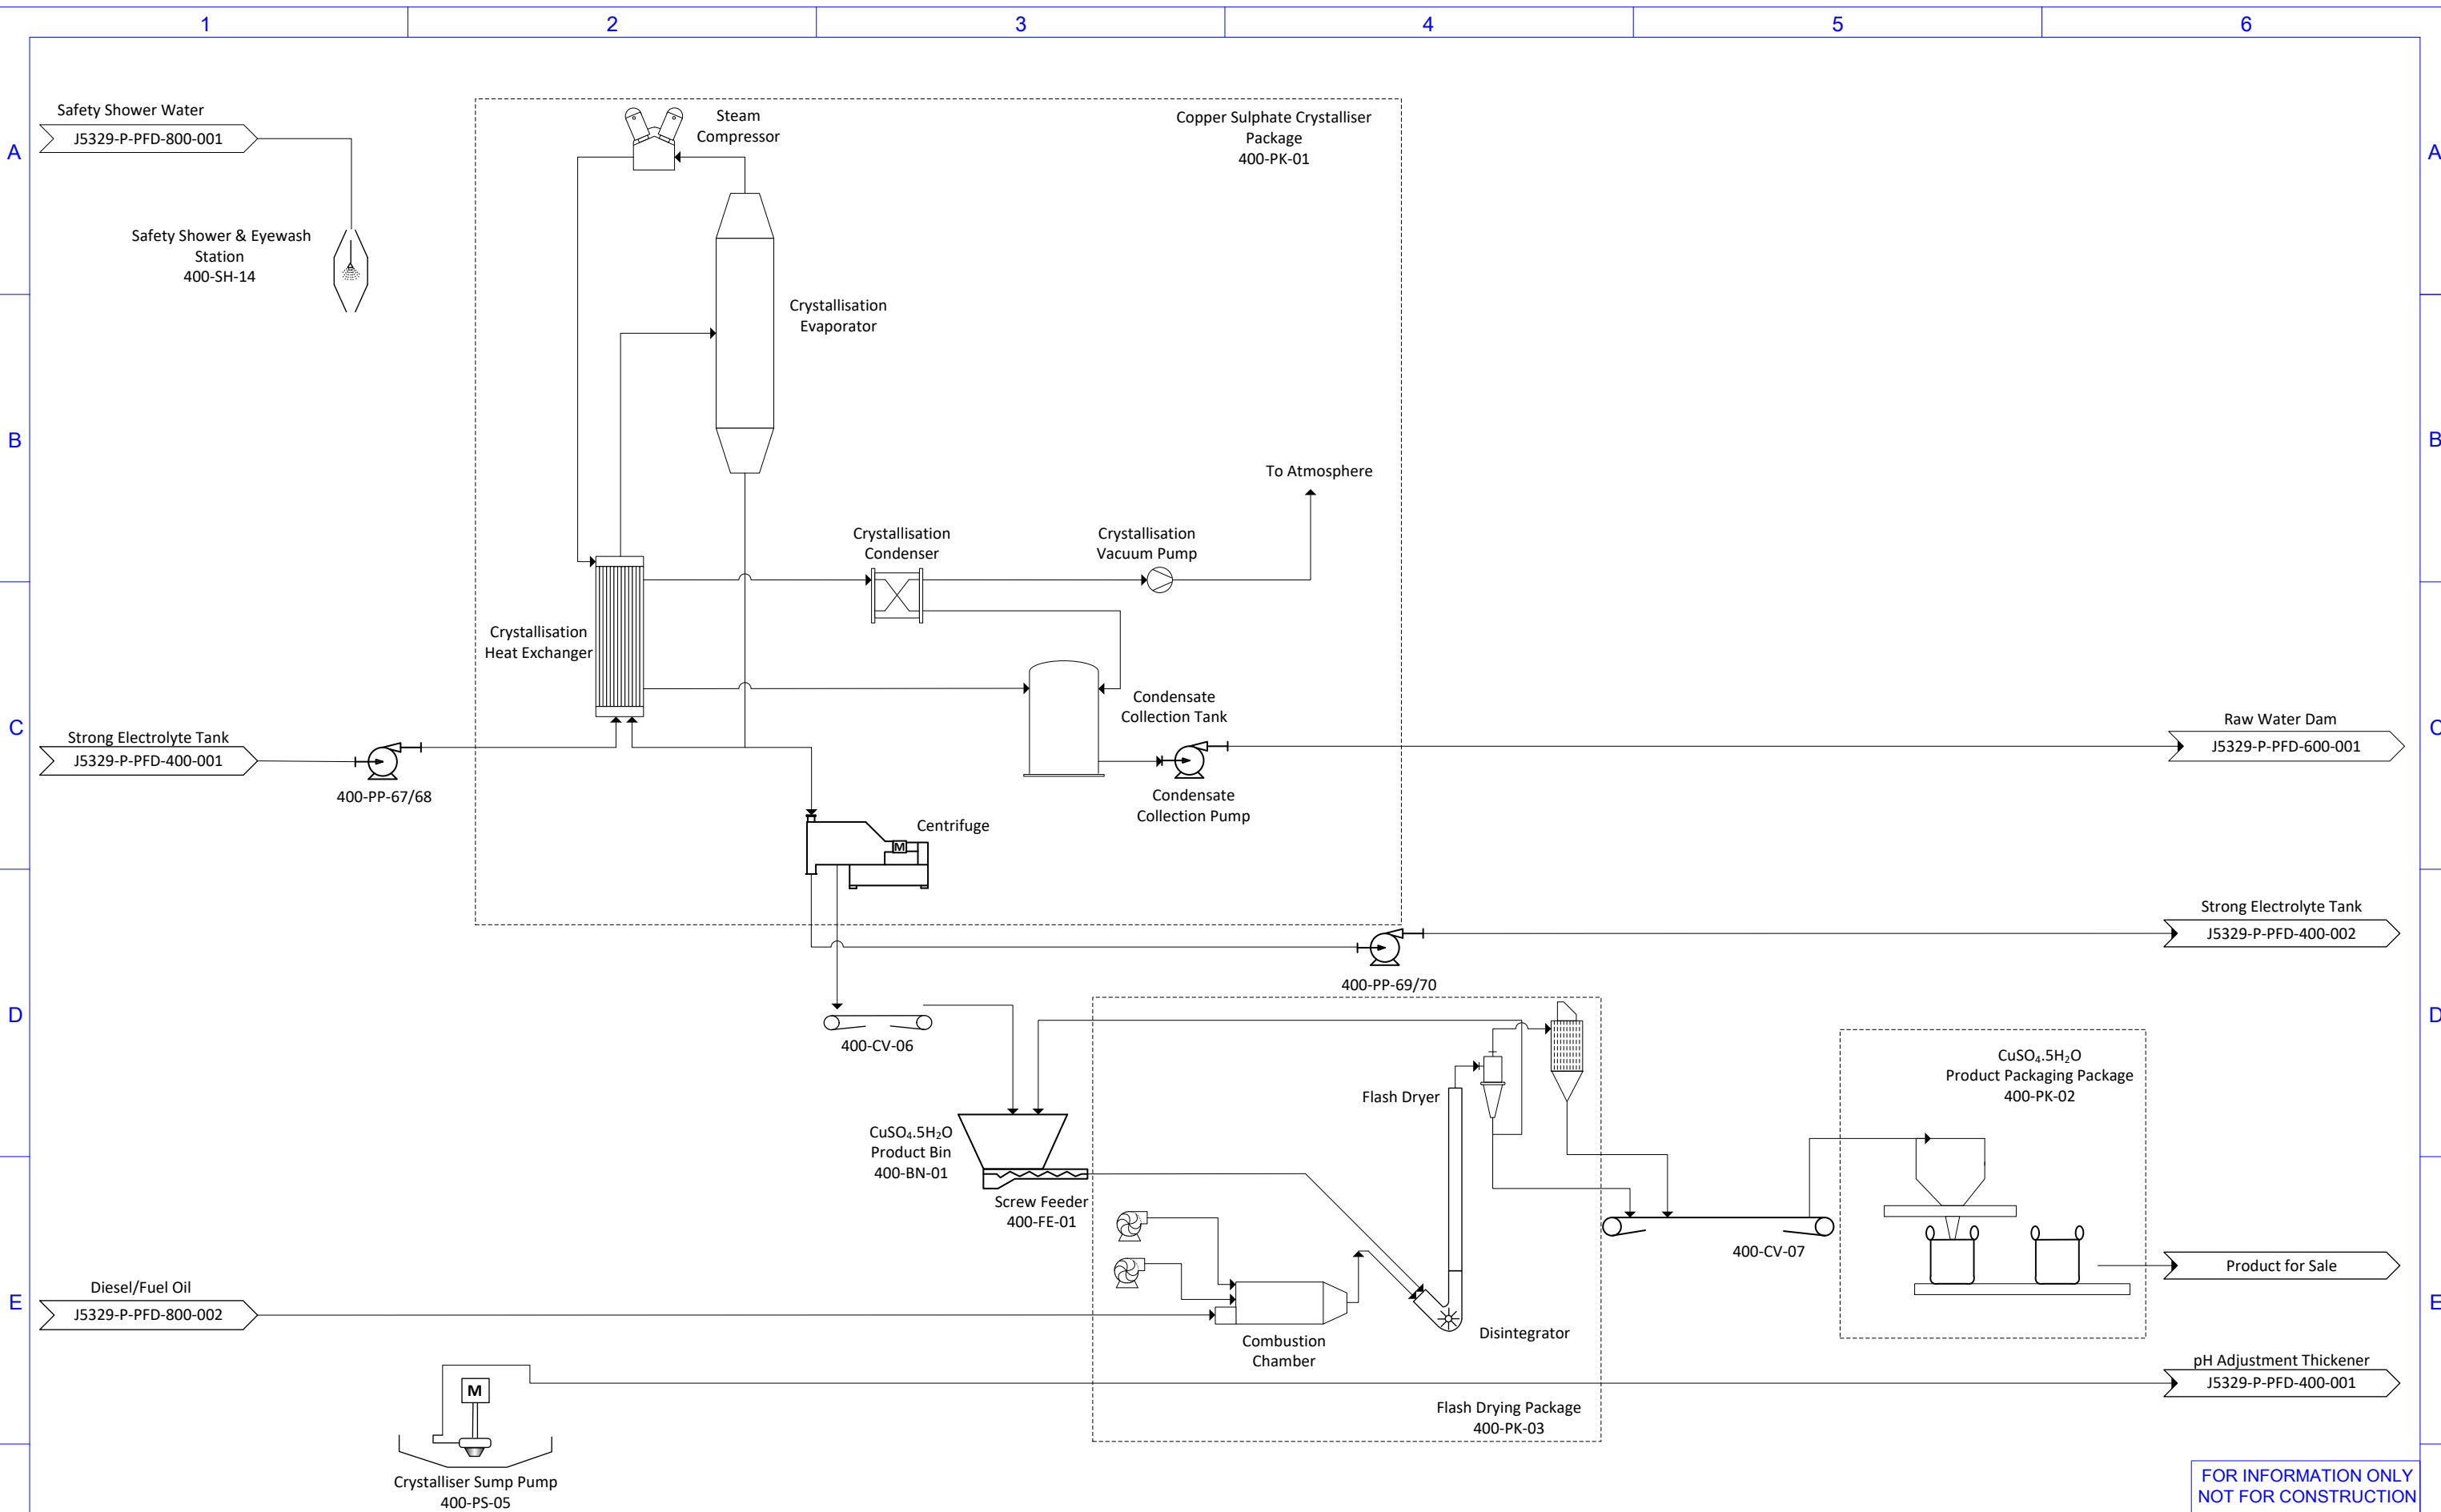 1
2
3
4
5
6
A
A
B
B
C
C
D
D
E
E
Safety Shower Water
J5329-P-PFD-800-001
Safety Shower & Eyewash
Station
400-SH-14
Steam
Compressor
Copper Sulphate Crystalliser
Package
400-PK-01
Crystallisation
Evaporator
To Atmosphere
Crystallisation
Condenser
Crystallisation
Vacuum Pump
Crystallisation
Heat Exchanger
Condensate
Collection Tank
Strong Electrolyte Tank
J5329-P-PFD-400-001
400-PP-67/68
Condensate
Collection Pump
Raw Water Dam
J5329-P-PFD-600-001
Centrifuge
M
Strong Electrolyte Tank
J5329-P-PFD-400-002
400-PP-69/70
400-CV-06
CuSO₄.5H₂O
Product Packaging Package
400-PK-02
Flash Dryer
CuSO₄.5H₂O
Product Bin
400-BN-01
Screw Feeder
400-FE-01
400-CV-07
Product for Sale
Diesel/Fuel Oil
J5329-P-PFD-800-002
Combustion
Chamber
Disintegrator
pH Adjustment Thickener
J5329-P-PFD-400-001
M
Flash Drying Package
400-PK-03
Crystalliser Sump Pump
400-PS-05
FOR INFORMATION ONLY
NOT FOR CONSTRUCTION